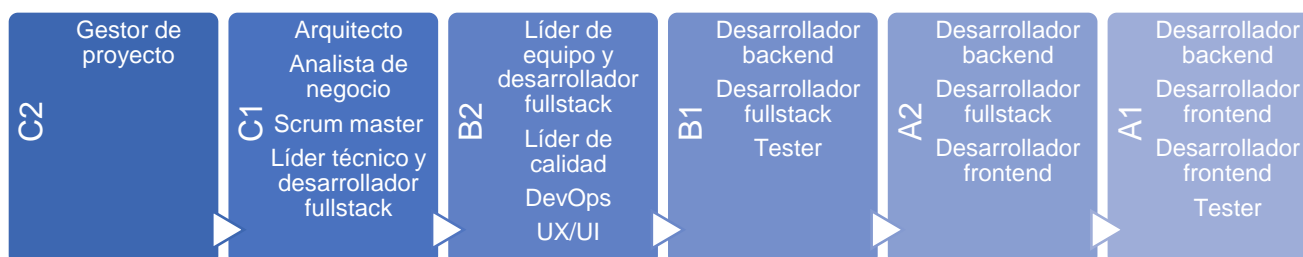 C2
Gestor de
proyecto
C1
Arquitecto
Analista de
negocio
Scrum master
Líder técnico y
desarrollador
fullstack
B2
Líder de
equipo y
desarrollador
fullstack
Líder de
calidad
DevOps
UX/UI
B1
Desarrollador
backend
Desarrollador
fullstack
Tester
A2
Desarrollador
backend
Desarrollador
fullstack
Desarrollador
frontend
A1
Desarrollador
backend
Desarrollador
frontend
Desarrollador
frontend
Tester